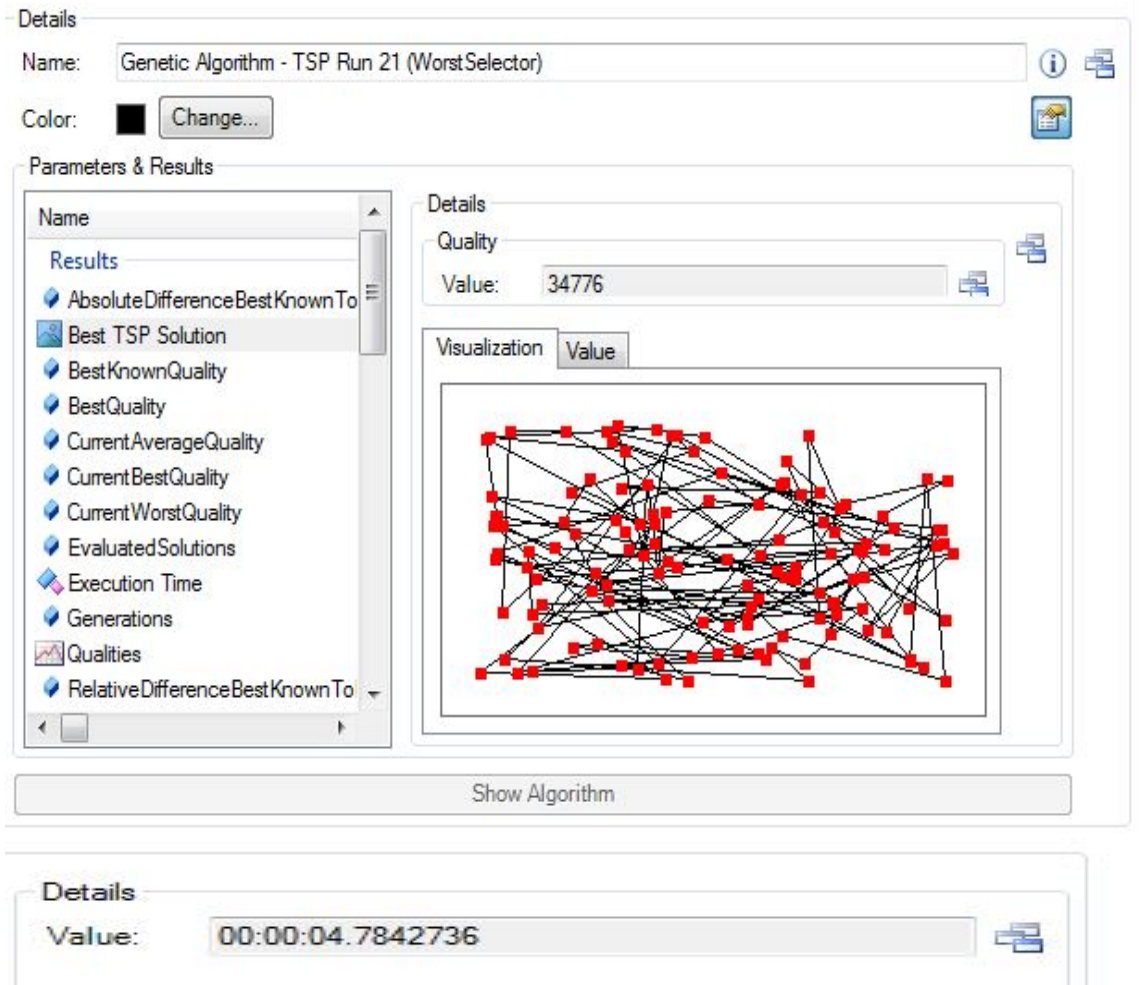 Details
Name: Genetic Algorithm - TSP Run 21 (WorstSelector)
Color: Change...
Parameters & Results
Name
Results
AbsoluteDifferenceBestKnownTo
Best TSP Solution
BestKnownQuality
BestQuality
CurrentAverageQuality
CurrentBestQuality
CurrentWorstQuality
EvaluatedSolutions
Execution Time
Generations
Qualities
RelativeDifferenceBestKnownTo
Details
Quality
Value: 34776
Visualization Value
Show Algorithm
Details
Value: 00:00:04.7842736